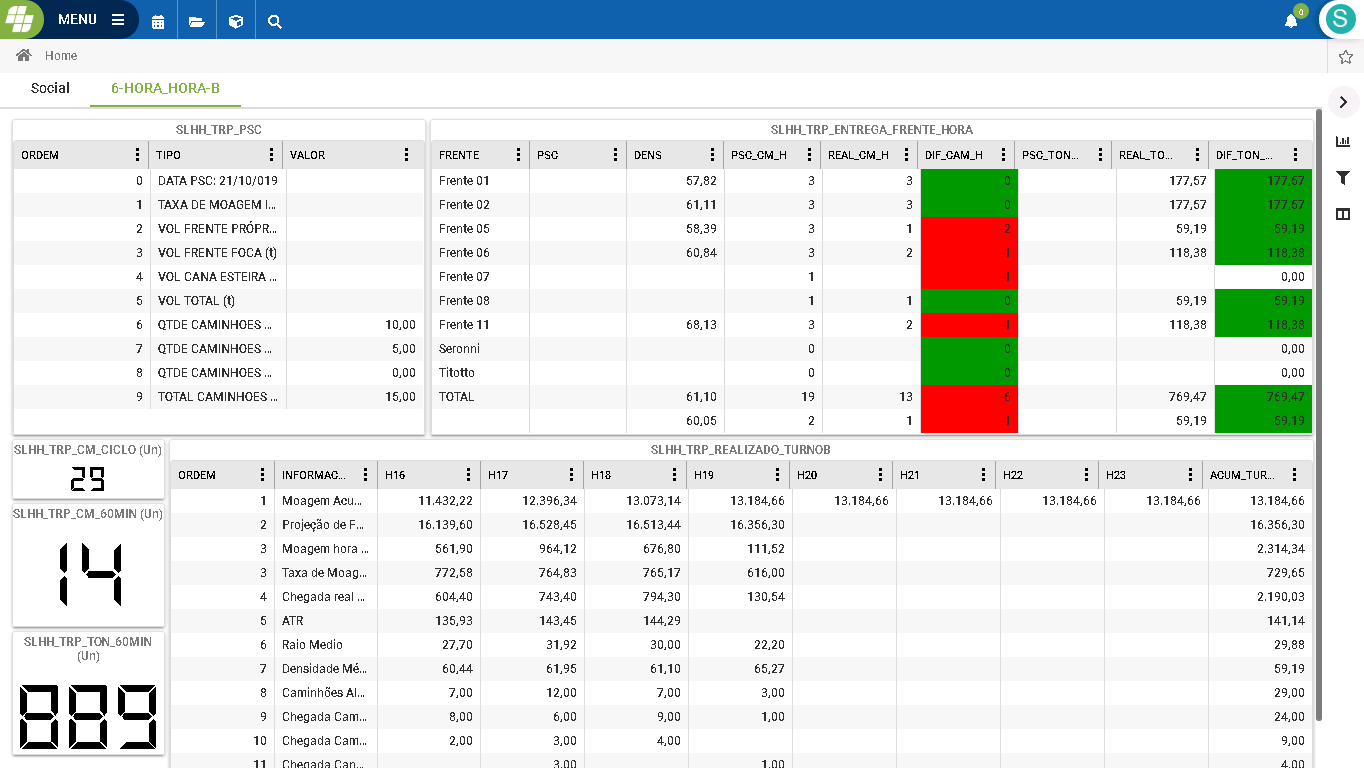 MENU
0
S
Home
Social 6-HORA_HORA-B
SLHH_TRP_PSC
ORDEM TIPO VALOR
0 DATA PSC: 21/10/019
1 TAXA DE MOAGEM I...
2 VOL FRENTE PRÓPR...
3 VOL FRENTE FOCA (t)
4 VOL CANA ESTEIRA ...
5 VOL TOTAL (t)
6 QTDE CAMINHOES ... 10,00
7 QTDE CAMINHOES ... 5,00
8 QTDE CAMINHOES ... 0,00
9 TOTAL CAMINHOES ... 15,00
SLHH_TRP_ENTREGA_FRENTE_HORA
FRENTE PSC DENS PSC_CM_H REAL_CM_H DIF_CAM_H PSC_TON... REAL_TO... DIF_TON_...
Frente 01 57,82 3 3 0 177,57 177,57
Frente 02 61,11 3 3 0 177,57 177,57
Frente 05 58,39 3 1 -2 59,19 59,19
Frente 06 60,84 3 2 -1 118,38 118,38
Frente 07 1 -1 0,00
Frente 08 1 1 0 59,19 59,19
Frente 11 68,13 3 2 -1 118,38 118,38
Seronni 0 0 0,00
Titotto 0 0 0,00
TOTAL 61,10 19 13 -6 769,47 769,47
60,05 2 1 -1 59,19 59,19
SLHH_TRP_CM_CICLO (Un)
29
SLHH_TRP_CM_60MIN (Un)
14
SLHH_TRP_TON_60MIN
(Un)
889
SLHH_TRP_REALIZADO_TURNOB
ORDEM INFORMAC... H16 H17 H18 H19 H20 H21 H22 H23 ACUM_TUR...
1 Moagem Acu... 11.432,22 12.396,34 13.073,14 13.184,66 13.184,66 13.184,66 13.184,66 13.184,66 13.184,66
2 Projeção de F... 16.139,60 16.528,45 16.513,44 16.356,30 16.356,30
3 Moagem hora ... 561,90 964,12 676,80 111,52 2.314,34
3 Taxa de Moag... 772,58 764,83 765,17 616,00 729,65
4 Chegada real ... 604,40 743,40 794,30 130,54 2.190,03
5 ATR 135,93 143,45 144,29 141,14
6 Raio Medio 27,70 31,92 30,00 22,20 29,88
7 Densidade Mé... 60,44 61,95 61,10 65,27 59,19
8 Caminhões Al... 7,00 12,00 7,00 3,00 29,00
9 Chegada Cam... 8,00 6,00 9,00 1,00 24,00
10 Chegada Cam... 2,00 3,00 4,00 9,00
11 Chegada Can... 3,00 1,00 4,00